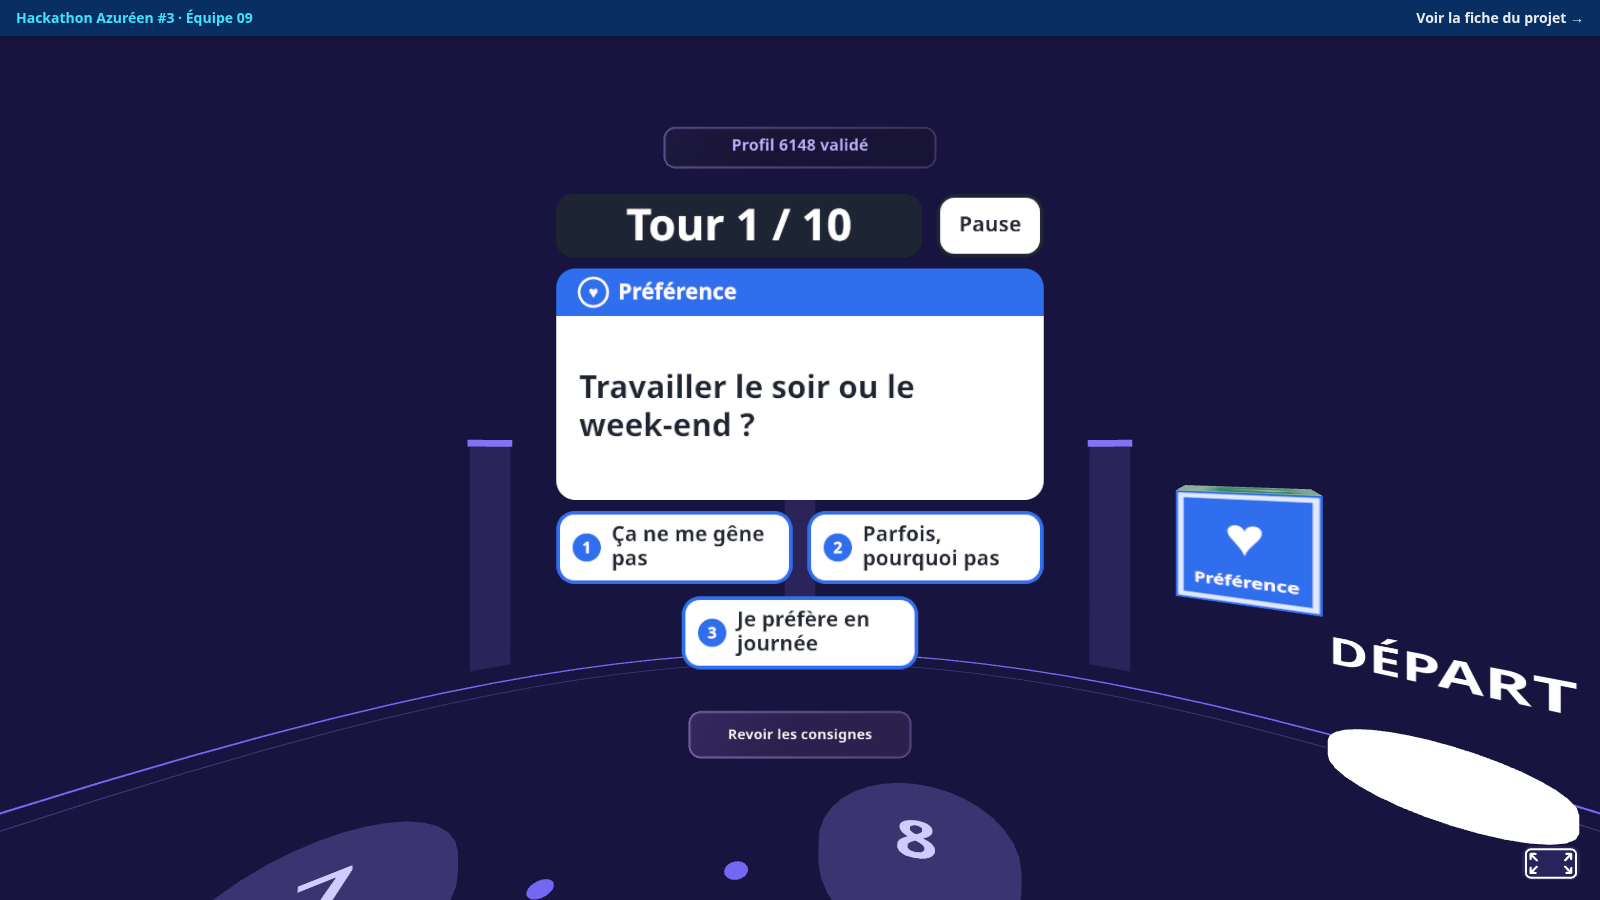 Hackathon Azuréen #3 · Équipe 09
Voir la fiche du projet →
Profil 6148 validé
Tour 1 / 10
Pause
Préférence
Travailler le soir ou le
week-end ?
1 Ça ne me gêne
pas
2 Parfois,
pourquoi pas
3 Je préfère en
journée
Préférence
DÉPART
Revoir les consignes
7
8